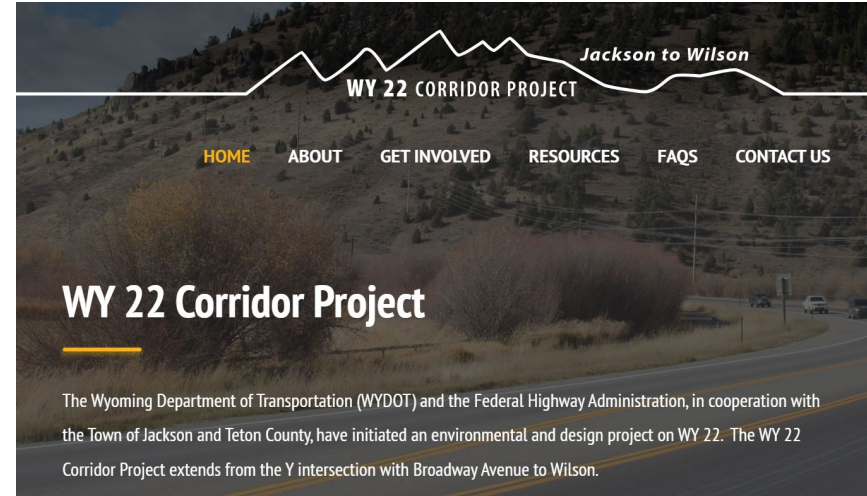 Jackson to Wilson
WY 22 CORRIDOR PROJECT
HOME ABOUT GET INVOLVED RESOURCES FAQS CONTACT US
WY 22 Corridor Project
The Wyoming Department of Transportation (WYDOT) and the Federal Highway Administration, in cooperation with
the Town of Jackson and Teton County, have initiated an environmental and design project on WY 22.  The WY 22
Corridor Project extends from the Y intersection with Broadway Avenue to Wilson.